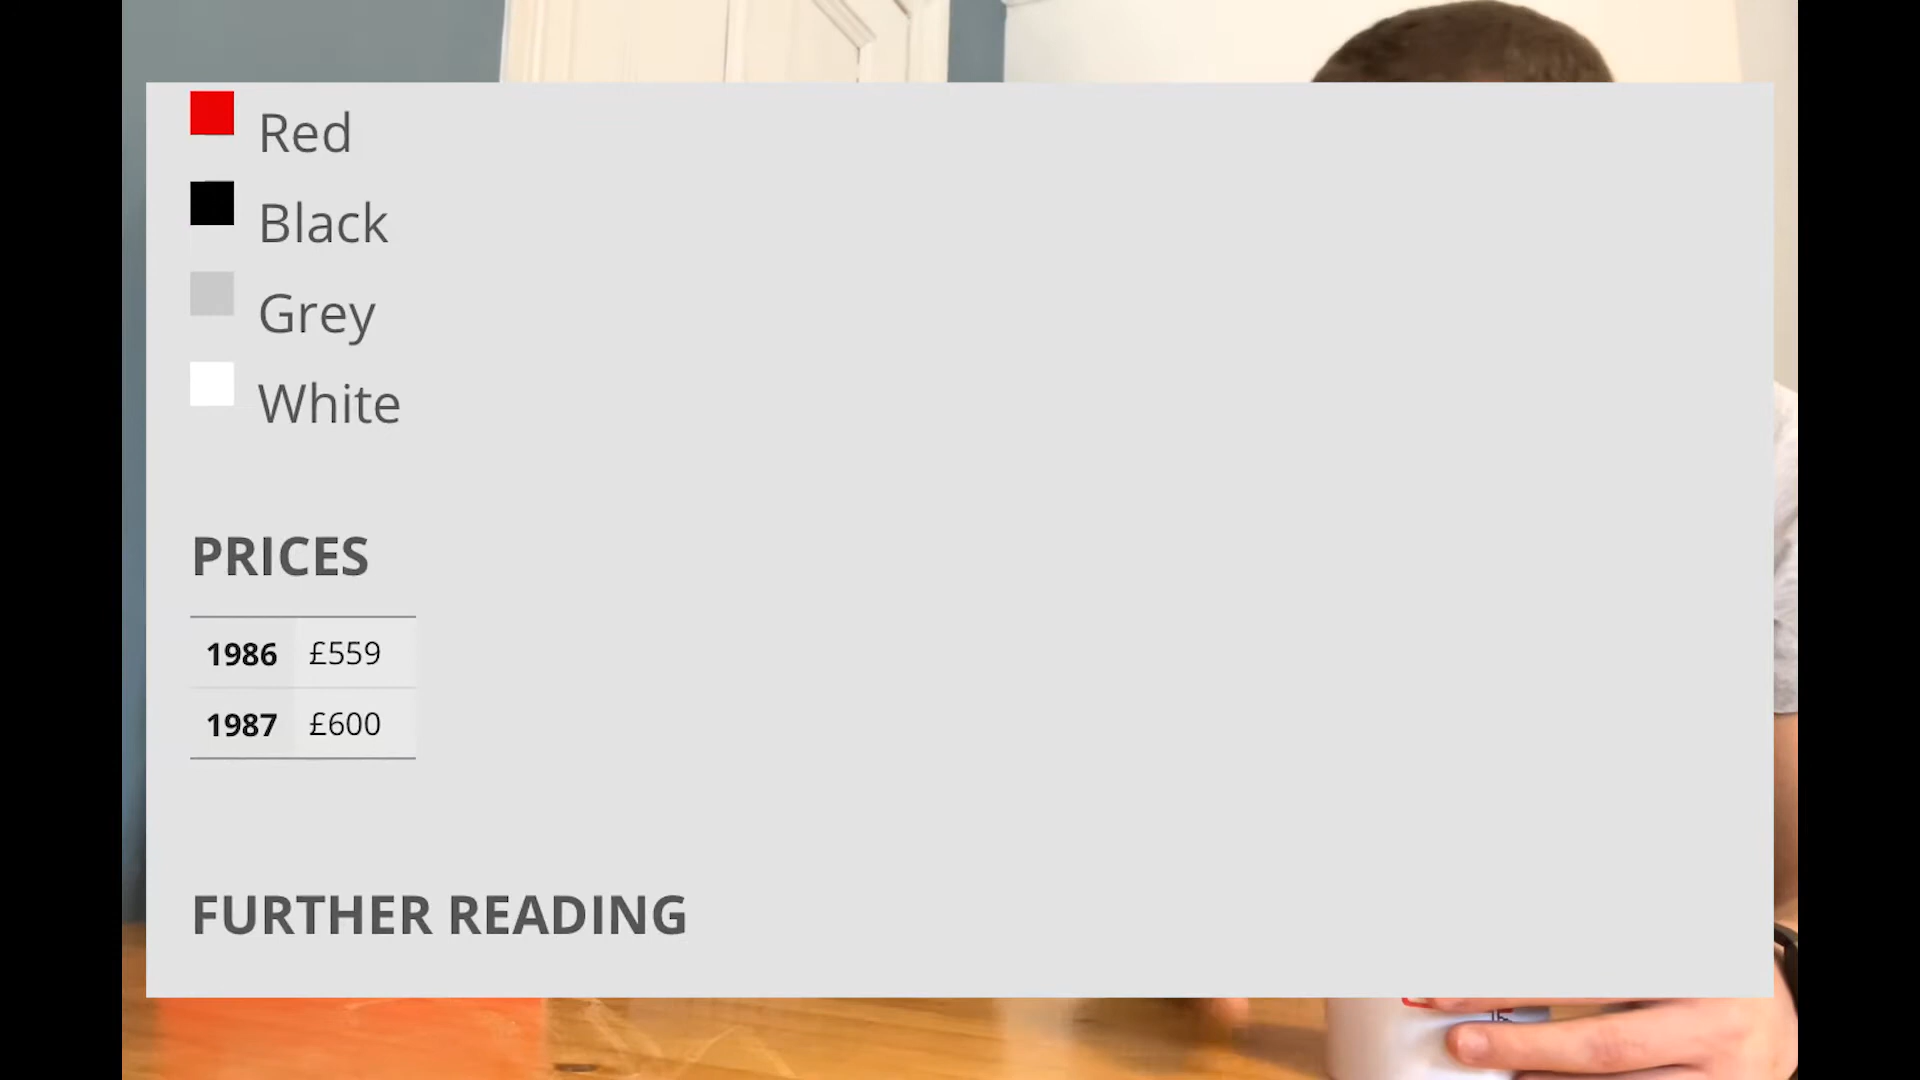 Red
Black
Grey
White
PRICES
1986 £559
1987 £600
FURTHER READING